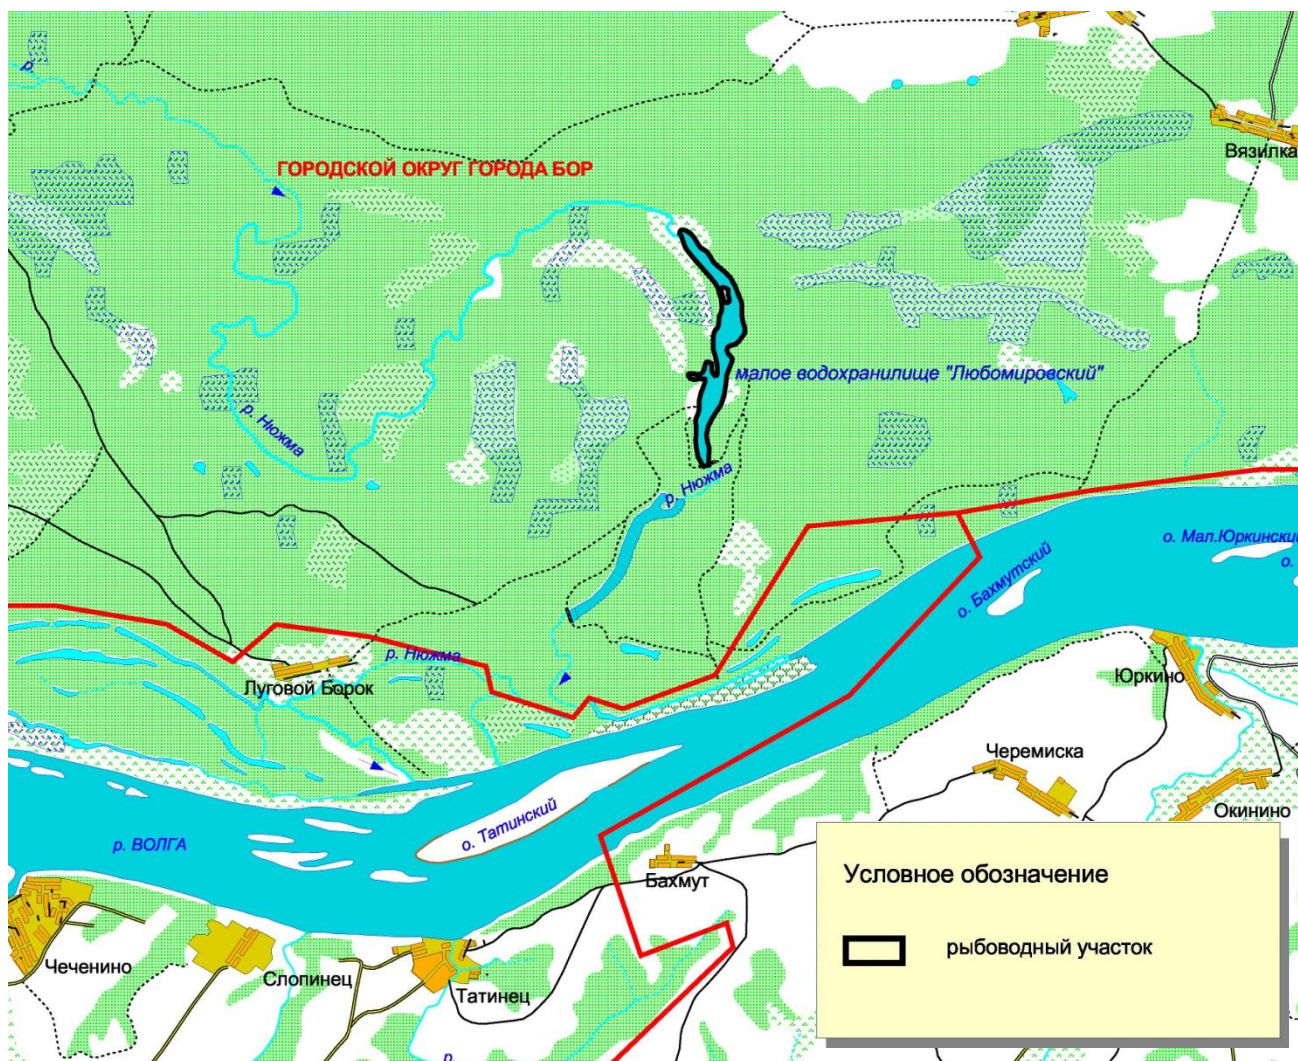 р.
ГОРОДСКОЙ ОКРУГ ГОРОДА БОР
Вязилка
малое водохранилище "Любомировский"
р. Нюжма
р. Нюжма
о. Мал.Юркинский
о.
о. Бахмутский
р. Нюжма
Луговой Борок
Юркино
Черемиска
Окинино
о. Татинский
р. ВОЛГА
Бахмут
Чеченино
Слопинец
Татинец
р.
Условное обозначение
рыбоводный участок